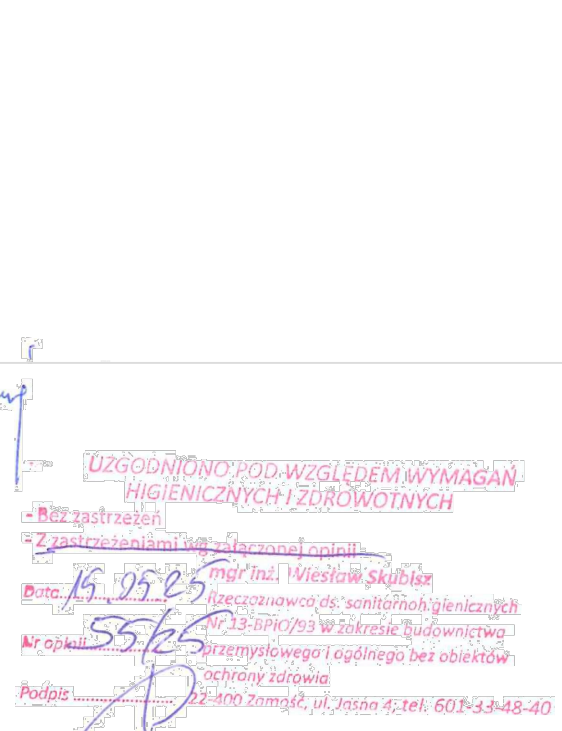 UZGODNIONO POD WZGLĘDEM WYMAGAŃ
HIGIENICZNYCH I ZDROWOTNYCH
- Bez zastrzeżeń
- Z zastrzeżeniami wg załączonej opinii
mgr inż. Wiesław Skubisz
Data 15.05.25 Rzeczoznawca ds. sanitarnohigienicznych
Nr 13-BPiO/93 w zakresie budownictwa
Nr opinii 55/25 przemysłowego i ogólnego bez obiektów
ochrony zdrowia
Podpis .................... 22-400 Zamość, ul. Jasna 4, tel. 601-33-48-40